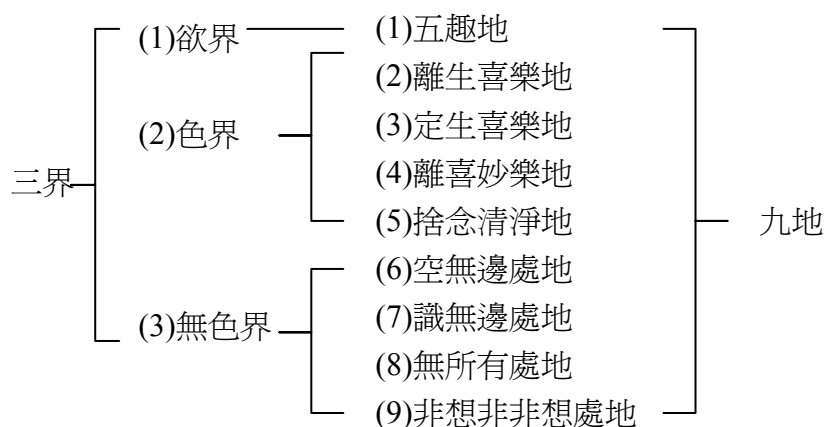 三界
(1)欲界
(2)色界
(3)無色界
(1)五趣地
(2)離生喜樂地
(3)定生喜樂地
(4)離喜妙樂地
(5)捨念清淨地
(6)空無邊處地
(7)識無邊處地
(8)無所有處地
(9)非想非非想處地
九地